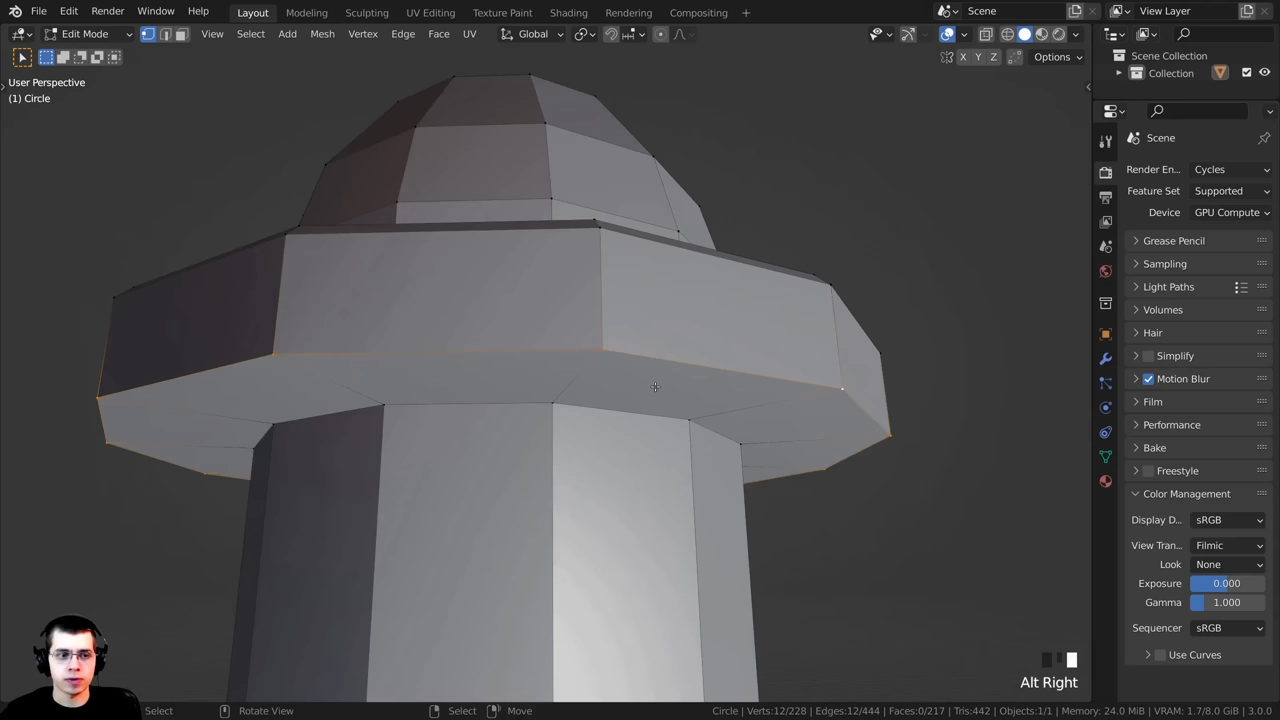 File Edit Render Window Help
Layout Modeling Sculpting UV Editing Texture Paint Shading Rendering Compositing +
Scene
View Layer
Edit Mode
View Select Add Mesh Vertex Edge Face UV
Global
X Y Z
Options
User Perspective
(1) Circle
Scene Collection
Collection
Scene
Render En... Cycles
Feature Set Supported
Device GPU Compute
Grease Pencil
Sampling
Light Paths
Volumes
Hair
Simplify
Motion Blur
Film
Performance
Bake
Freestyle
Color Management
Display D... sRGB
View Tran... Filmic
Look None
Exposure 0.000
Gamma 1.000
Sequencer sRGB
Use Curves
Alt Right
Select Rotate View Select Move
Circle | Verts:12/228 | Edges:12/444 | Faces:0/217 | Tris:442 | Objects:1/1 | Memory: 24.0 MiB | VRAM: 1.7/8.0 GiB | 3.0.0